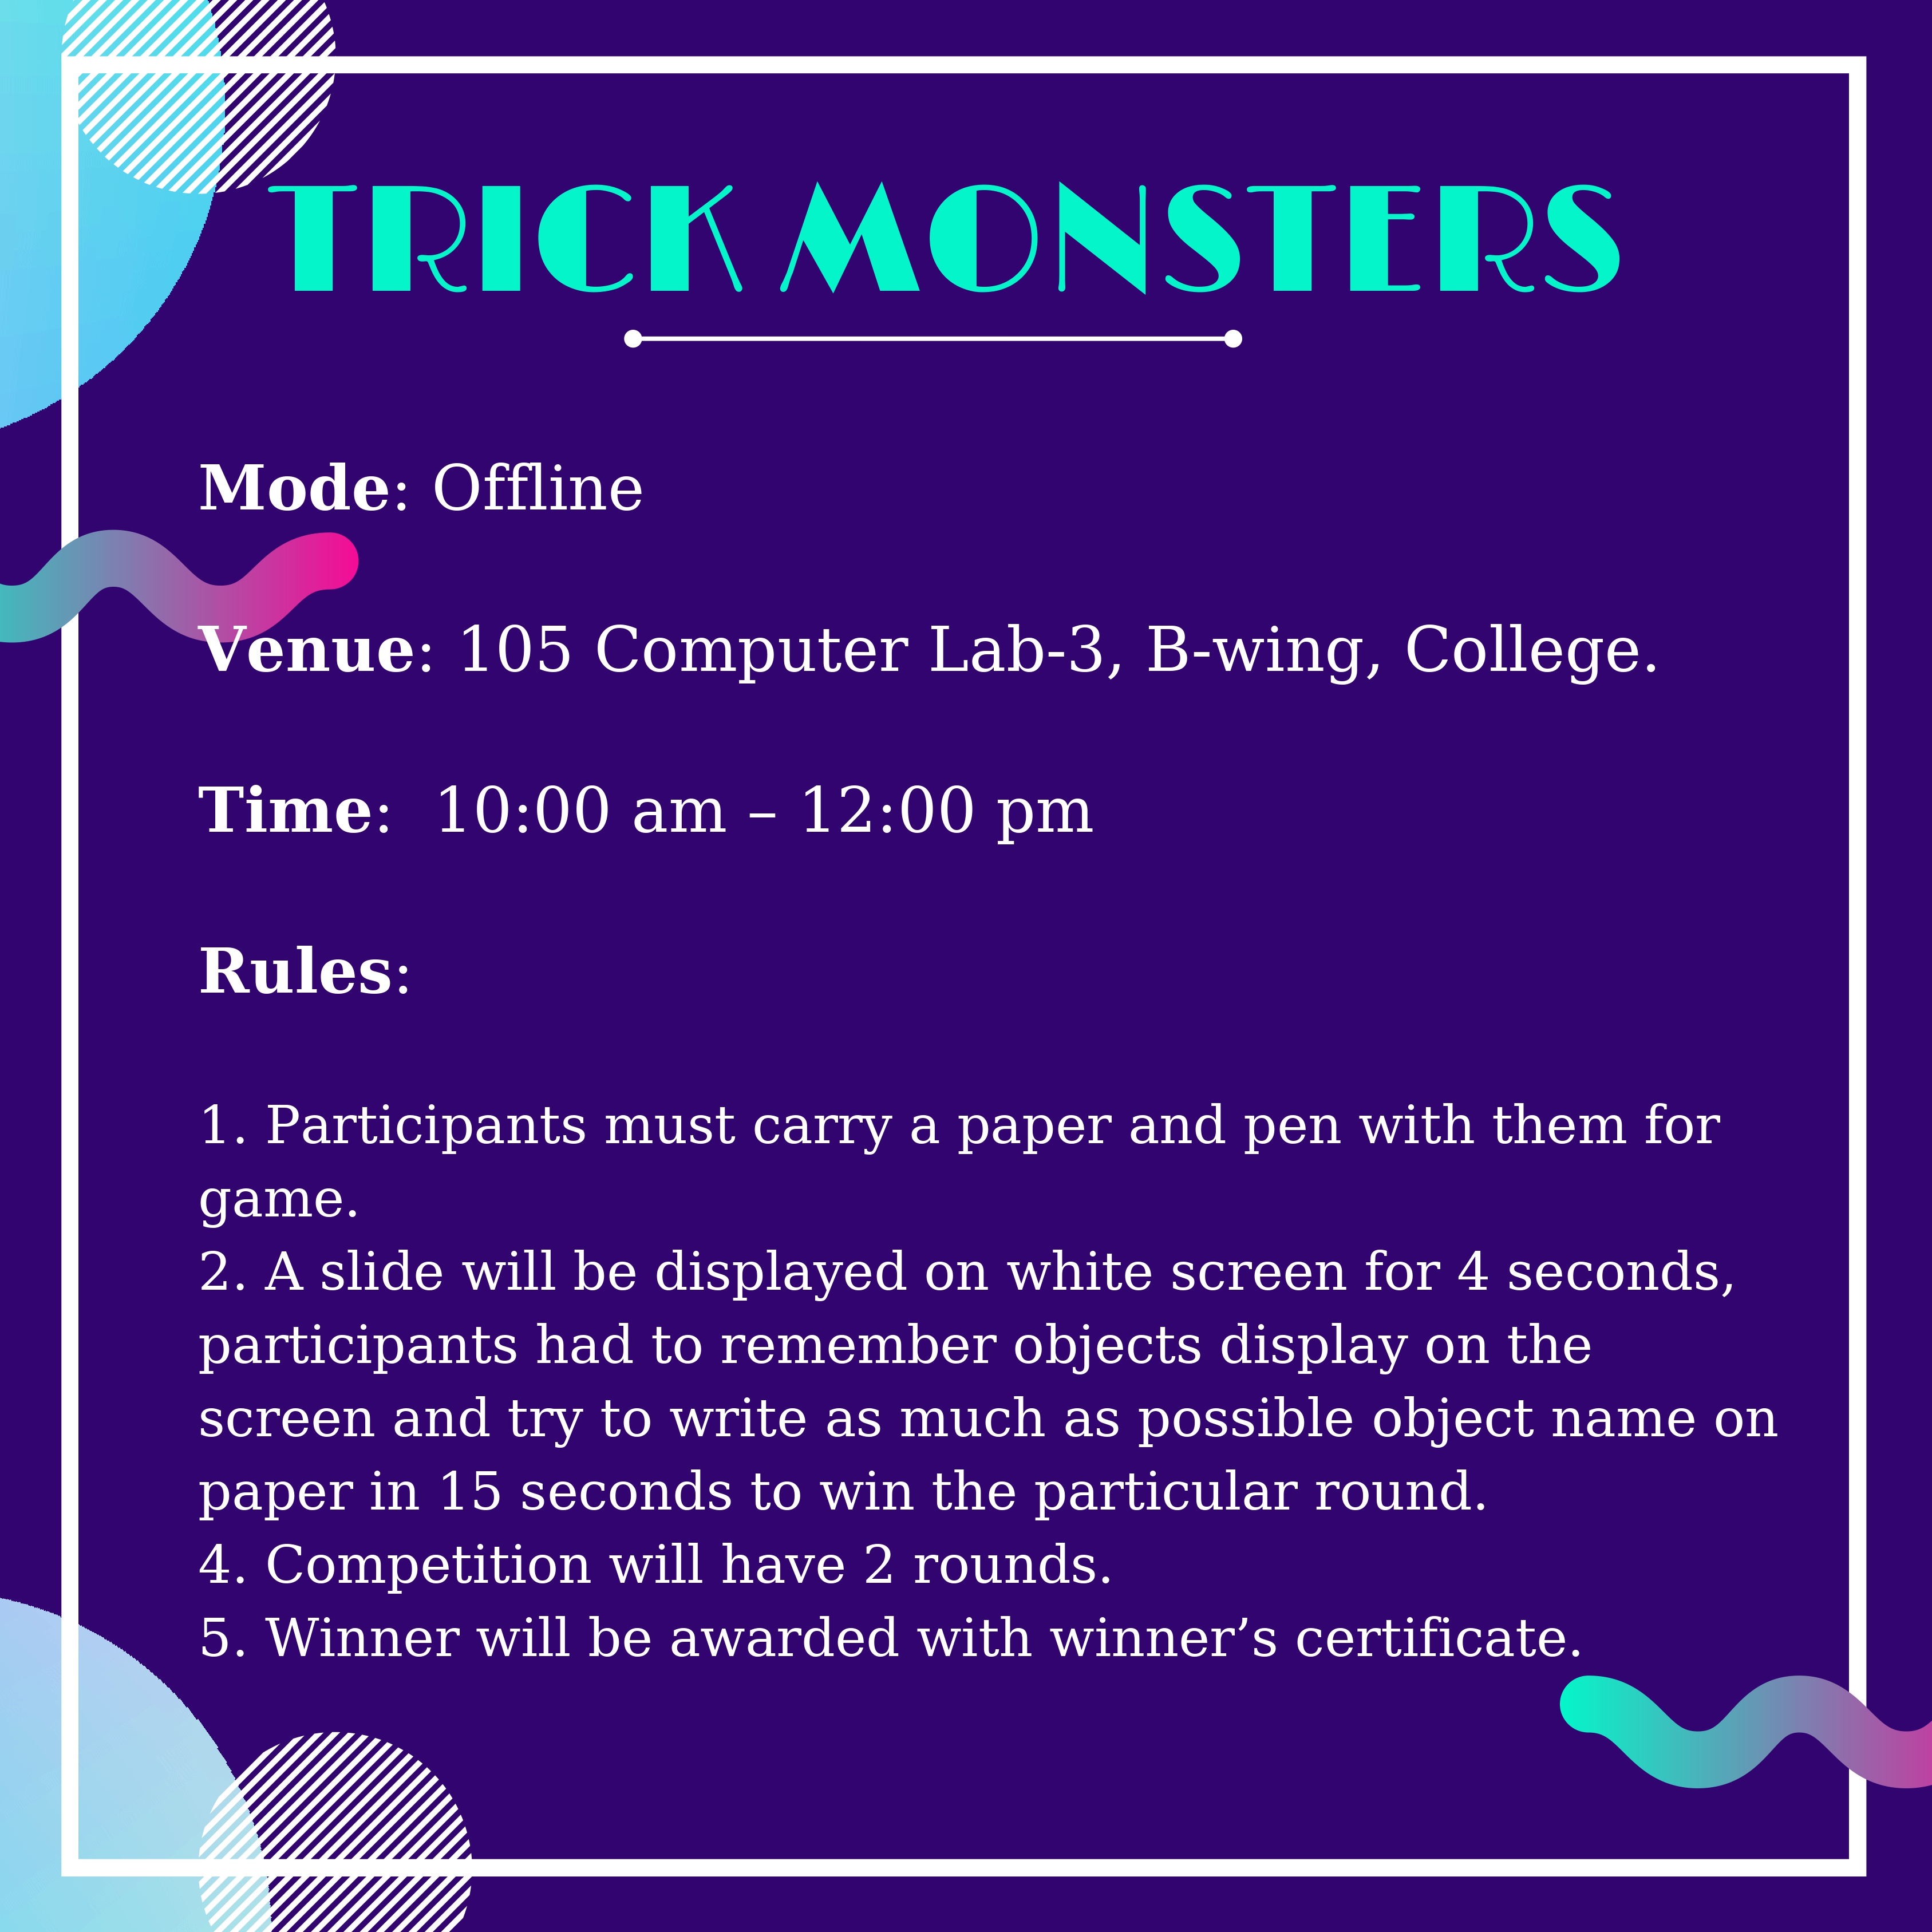 TRICK MONSTERS
Mode: Offline
Venue: 105 Computer Lab-3, B-wing, College.
Time:  10:00 am – 12:00 pm
Rules:
1. Participants must carry a paper and pen with them for
game.
2. A slide will be displayed on white screen for 4 seconds,
participants had to remember objects display on the
screen and try to write as much as possible object name on
paper in 15 seconds to win the particular round.
4. Competition will have 2 rounds.
5. Winner will be awarded with winner’s certificate.